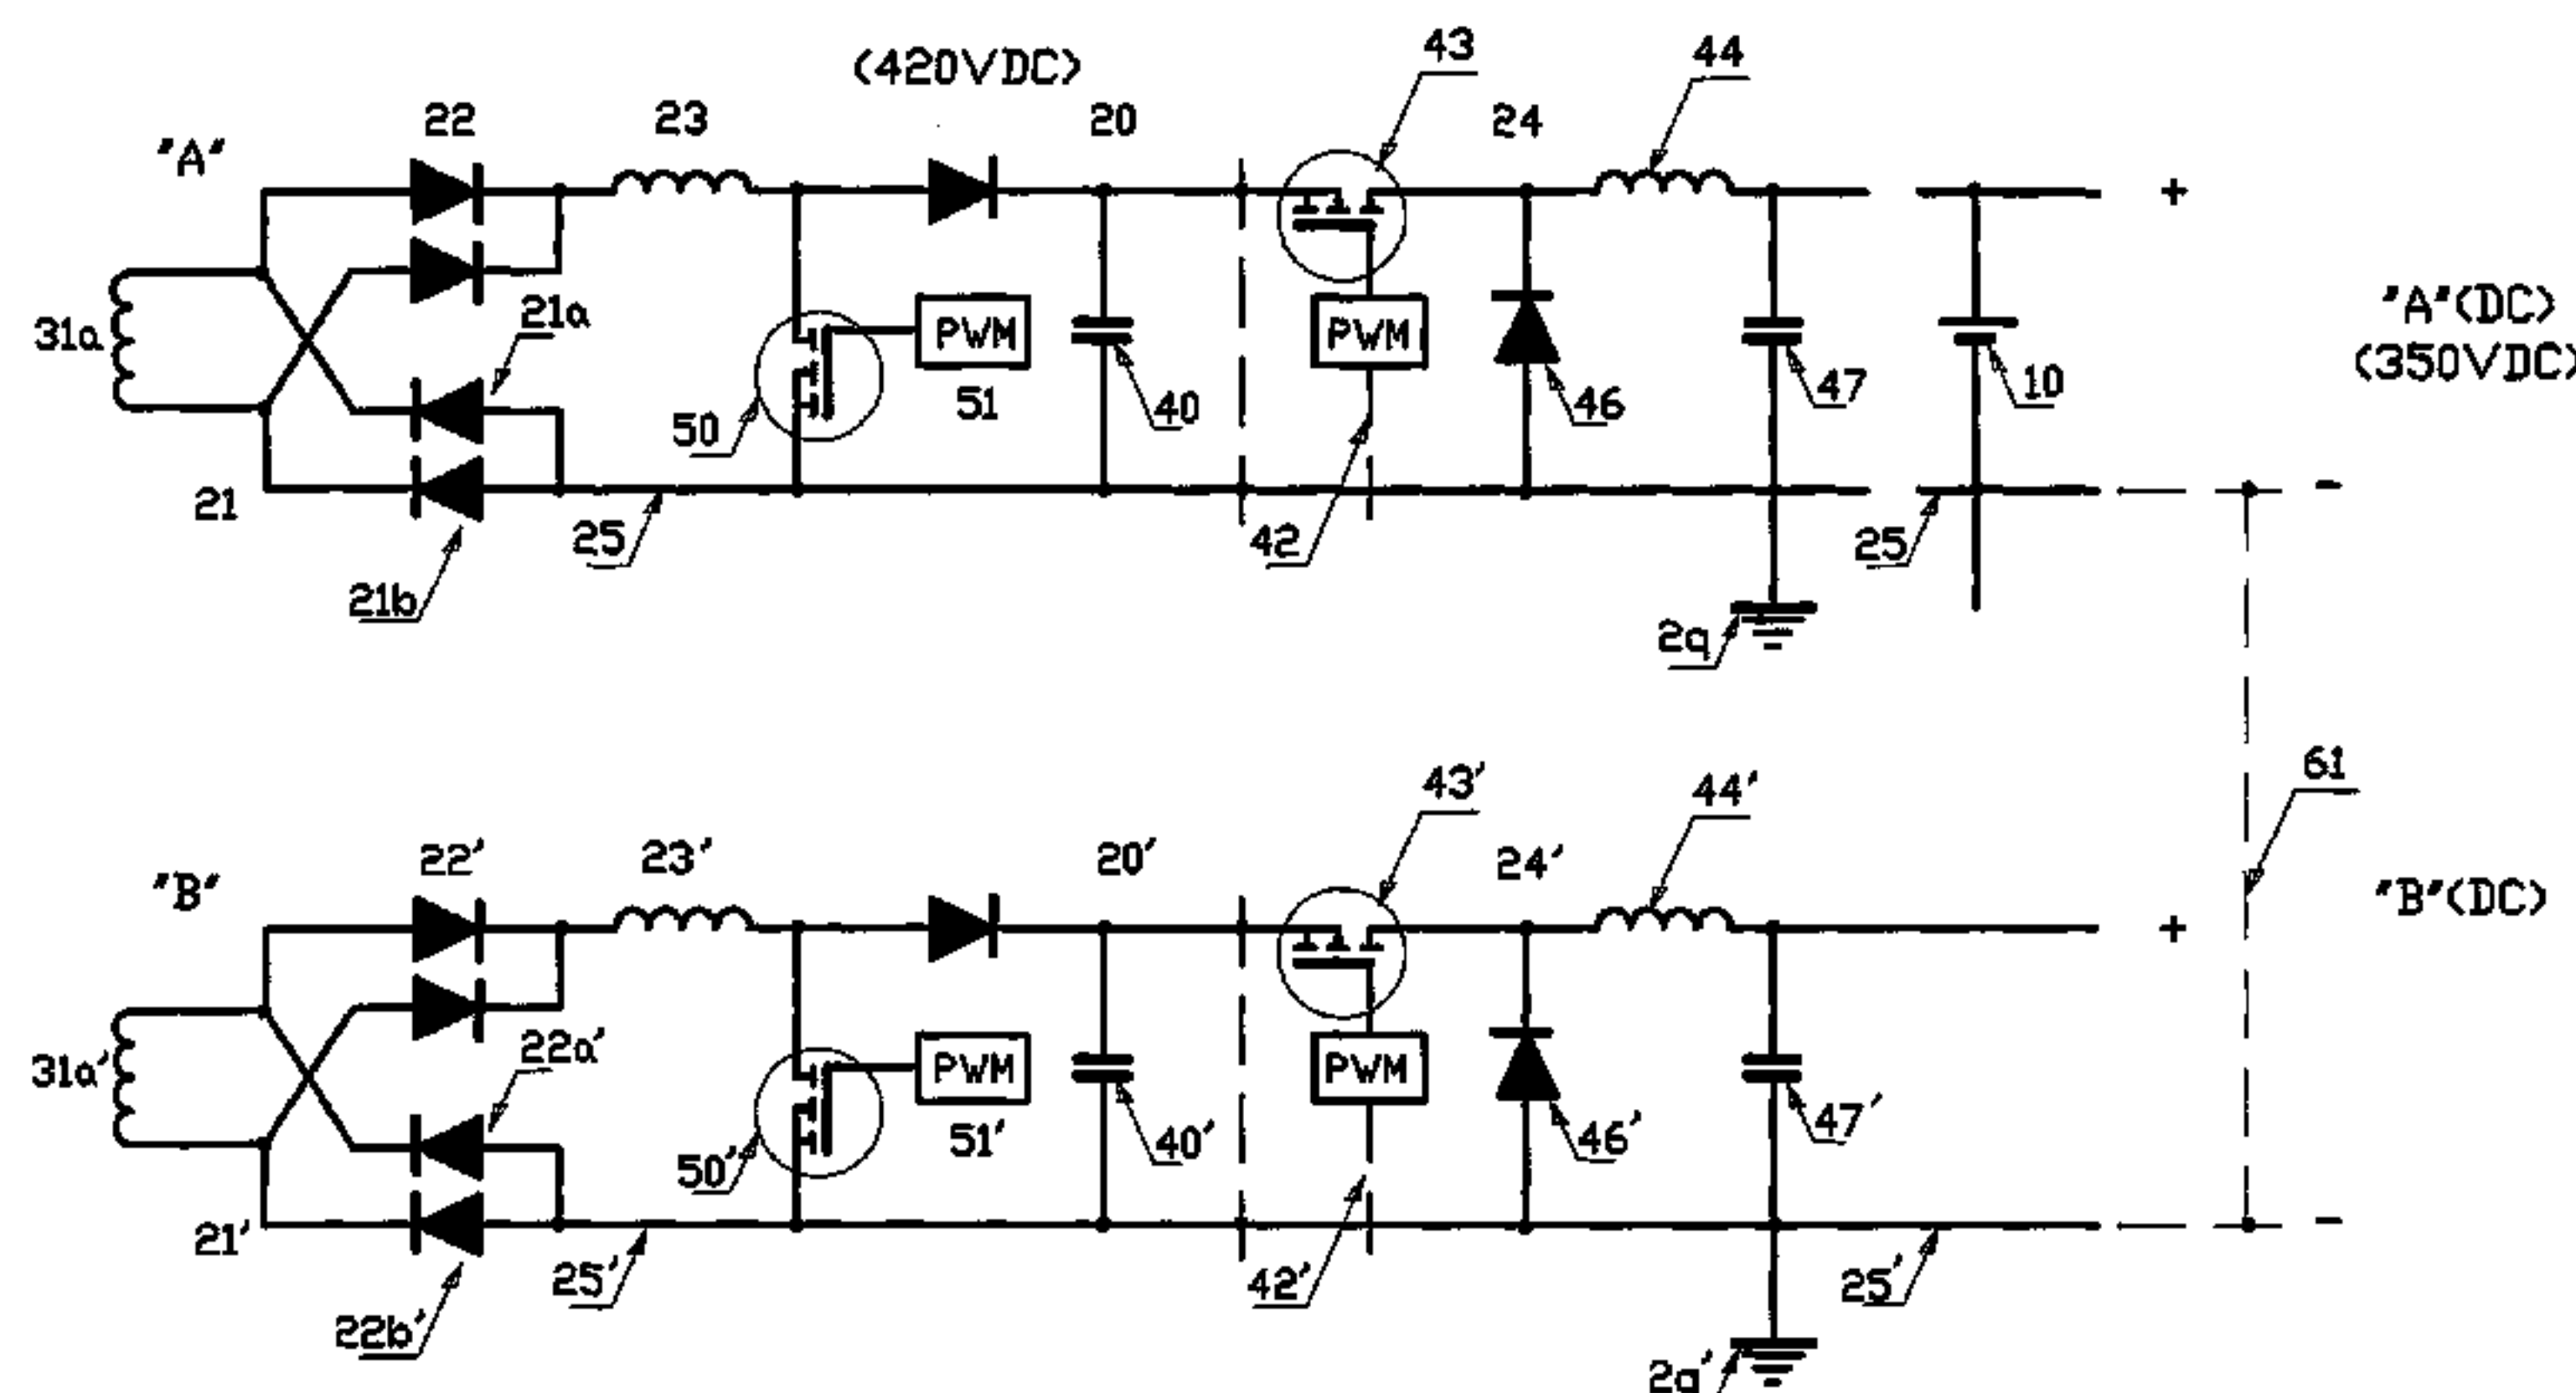 (420VDC)
43
44
22
23
20
24
"A"
+
31a
21a
PWM
PWM
"A"(DC)
(350VDC)
50
51
40
46
47
10
21
25
42
25
-
21b
2q
43'
44'
61
22'
23'
20'
24'
"B"
"B"(DC)
+
31a'
22a'
PWM
PWM
50'
51'
40'
46'
47'
21'
25'
42'
25'
-
22b'
2a'